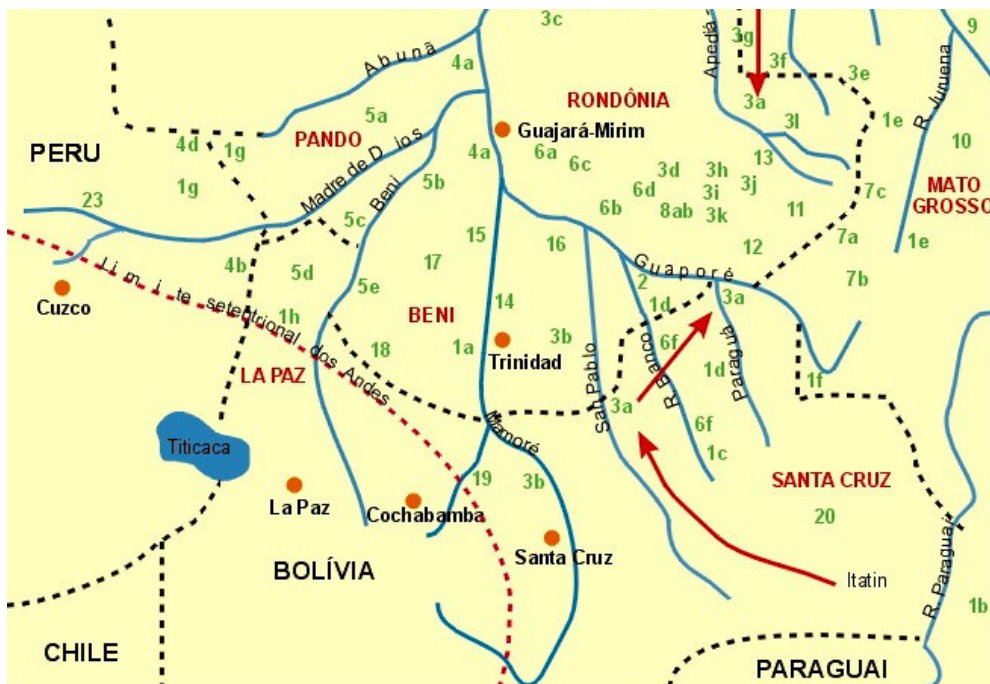 3c
9
3g
3f
Apediá
Abunã
4a
3e
R. Juruena
RONDÔNIA
3a
5a
3l
1e
PANDO
Guajará-Mirim
10
PERU
4d
1g
Madre de Dios
4a
6a
6c
13
3d
3h
1g
5b
Beni
6d
3i
3j
7c
MATO
GROSSO
23
6b
8ab
3k
11
5c
15
16
12
7a
1e
4b
5d
17
Guaporé
7b
Limite setentrional dos Andes
5e
2
Cuzco
1h
14
1d
3a
BENI
18
1a
3b
Trinidad
6f
LA PAZ
San Pablo
R. Branco
1d
Paraguá
1f
3a
6f
Mamoré
Titicaca
1c
19
3b
SANTA CRUZ
La Paz
Cochabamba
20
Santa Cruz
BOLÍVIA
Itatin
R. Paraguai
1b
CHILE
PARAGUAI